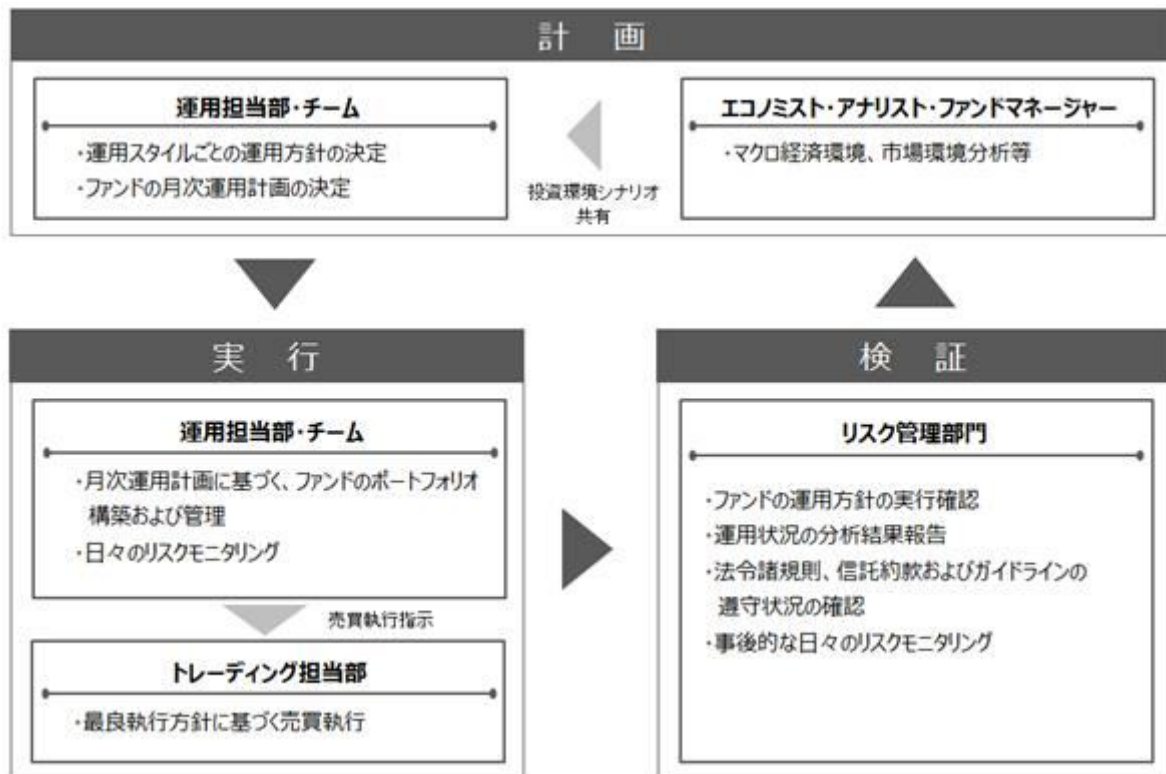 計 画
運用担当部・チーム
・運用スタイルごとの運用方針の決定
・ファンドの月次運用計画の決定
投資環境シナリオ
共有
エコノミスト・アナリスト・ファンドマネージャー
・マクロ経済環境、市場環境分析等
実 行
運用担当部・チーム
・月次運用計画に基づく、ファンドのポートフォリオ
構築および管理
・日々のリスクモニタリング
売買執行指示
トレーディング担当部
・最良執行方針に基づく売買執行
検 証
リスク管理部門
・ファンドの運用方針の実行確認
・運用状況の分析結果報告
・法令諸規則、信託約款およびガイドラインの
遵守状況の確認
・事後的な日々のリスクモニタリング